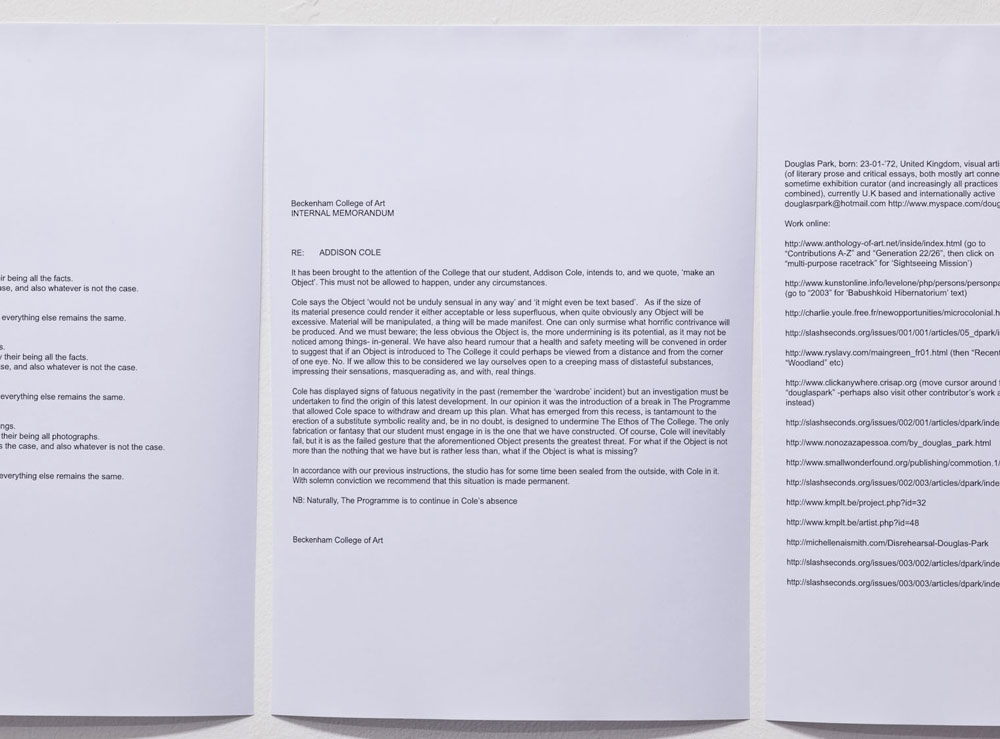 ir being all the facts.
se, and also whatever is not the case.
everything else remains the same.
s.
their being all the facts.
se, and also whatever is not the case.
everything else remains the same.
ngs.
their being all photographs.
s the case, and also whatever is not the case.
everything else remains the same.
Beckenham College of Art
INTERNAL MEMORANDUM
RE: ADDISON COLE
It has been brought to the attention of the College that our student, Addison Cole, intends to, and we quote, 'make an
Object'. This must not be allowed to happen, under any circumstances.
Cole says the Object 'would not be unduly sensual in any way' and 'it might even be text based'. As if the size of
its material presence could render it either acceptable or less superfluous, when quite obviously any Object will be
excessive. Material will be manipulated, a thing will be made manifest. One can only surmise what horrific contrivance will
be produced. And we must beware; the less obvious the Object is, the more undermining is its potential, as it may not be
noticed among things- in-general. We have also heard rumour that a health and safety meeting will be convened in order
to suggest that if an Object is introduced to The College it could perhaps be viewed from a distance and from the corner
of one eye. No. If we allow this to be considered we lay ourselves open to a creeping mass of distasteful substances,
impressing their sensations, masquerading as, and with, real things.
Cole has displayed signs of fatuous negativity in the past (remember the 'wardrobe' incident) but an investigation must be
undertaken to find the origin of this latest development. In our opinion it was the introduction of a break in The Programme
that allowed Cole space to withdraw and dream up this plan. What has emerged from this recess, is tantamount to the
erection of a substitute symbolic reality and, be in no doubt, is designed to undermine The Ethos of The College. The only
fabrication or fantasy that our student must engage in is the one that we have constructed. Of course, Cole will inevitably
fail, but it is as the failed gesture that the aforementioned Object presents the greatest threat. For what if the Object is not
more than the nothing that we have but is rather less than, what if the Object is what is missing?
In accordance with our previous instructions, the studio has for some time been sealed from the outside, with Cole in it.
With solemn conviction we recommend that this situation is made permanent.
NB: Naturally, The Programme is to continue in Cole's absence
Beckenham College of Art
Douglas Park, born: 23-01-'72, United Kingdom, visual arti
(of literary prose and critical essays, both mostly art conne
sometime exhibition curator (and increasingly all practices
combined), currently U.K based and internationally active
douglasrpark@hotmail.com http://www.myspace.com/doug
Work online:
http://www.anthology-of-art.net/inside/index.html (go to
"Contributions A-Z" and "Generation 22/26", then click on
"multi-purpose racetrack" for 'Sightseeing Mission')
http://www.kunstonline.info/levelone/php/persons/personpa
(go to "2003" for 'Babushkoid Hibernatorium' text)
http://charlie.youle.free.fr/newopportunities/microcolonial.h
http://slashseconds.org/issues/001/001/articles/05_dpark/i
http://www.ryslavy.com/maingreen_fr01.html (then "Recent
"Woodland" etc)
http://www.clickanywhere.crisap.org (move cursor around
"douglaspark" -perhaps also visit other contributor's work a
instead)
http://slashseconds.org/issues/002/001/articles/dpark/inde
http://www.nonozazapessoa.com/by_douglas_park.html
http://www.smallwonderfound.org/publishing/commotion.1/
http://slashseconds.org/issues/002/003/articles/dpark/inde
http://www.kmplt.be/project.php?id=32
http://www.kmplt.be/artist.php?id=48
http://michellenaismith.com/Disrehearsal-Douglas-Park
http://slashseconds.org/issues/003/002/articles/dpark/inde
http://slashseconds.org/issues/003/003/articles/dpark/inde